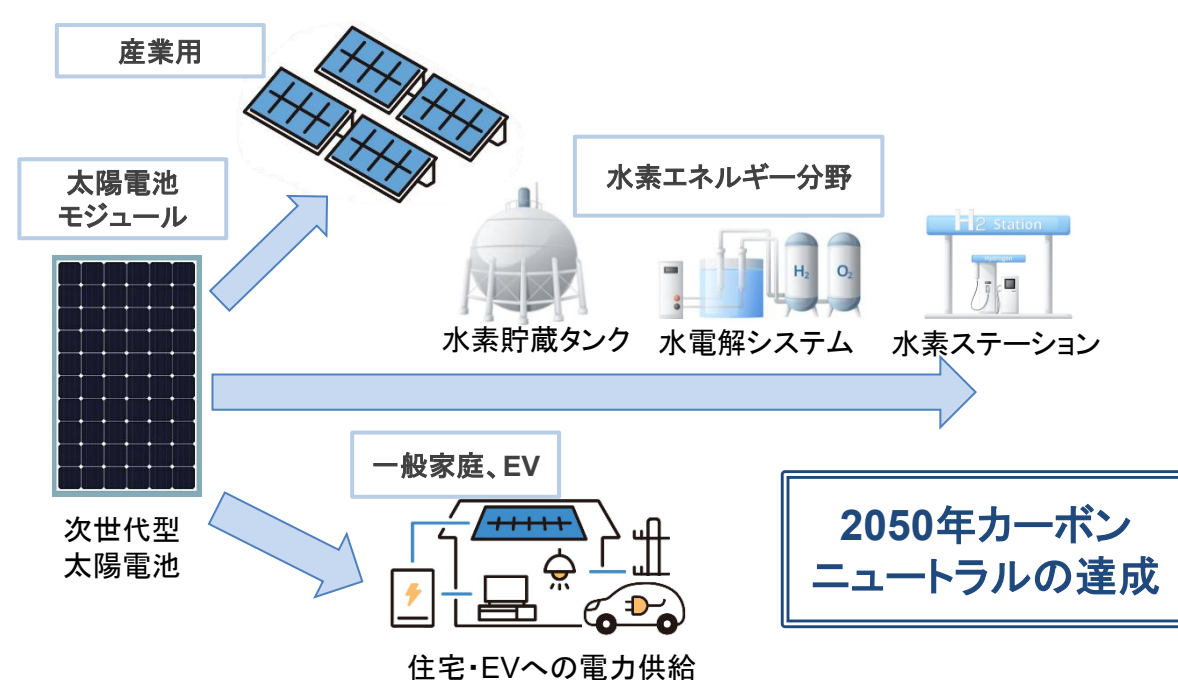 産業用
太陽電池
モジュール
水素エネルギー分野
H2 Station
Hydrogen
H2
O2
水素貯蔵タンク
水電解システム
水素ステーション
一般家庭、EV
次世代型
太陽電池
2050年カーボン
ニュートラルの達成
住宅・EVへの電力供給